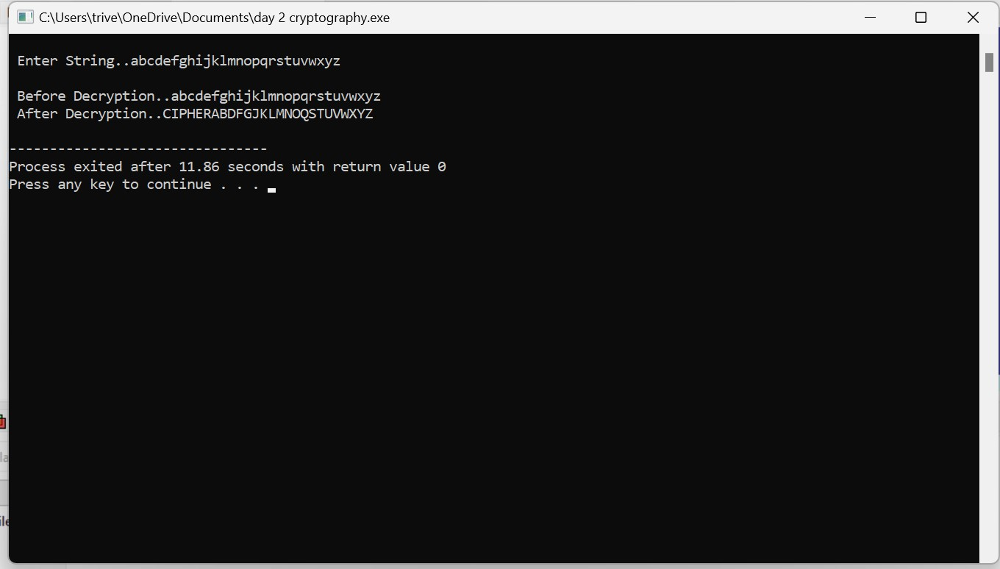 C:\Users\trive\OneDrive\Documents\day 2 cryptography.exe
Enter String..abcdefghijklmnopqrstuvwxyz
Before Decryption..abcdefghijklmnopqrstuvwxyz
After Decryption..CIPHERABDFGJKLMNOQSTUVWXYZ
--------------------------------
Process exited after 11.86 seconds with return value 0
Press any key to continue . . .